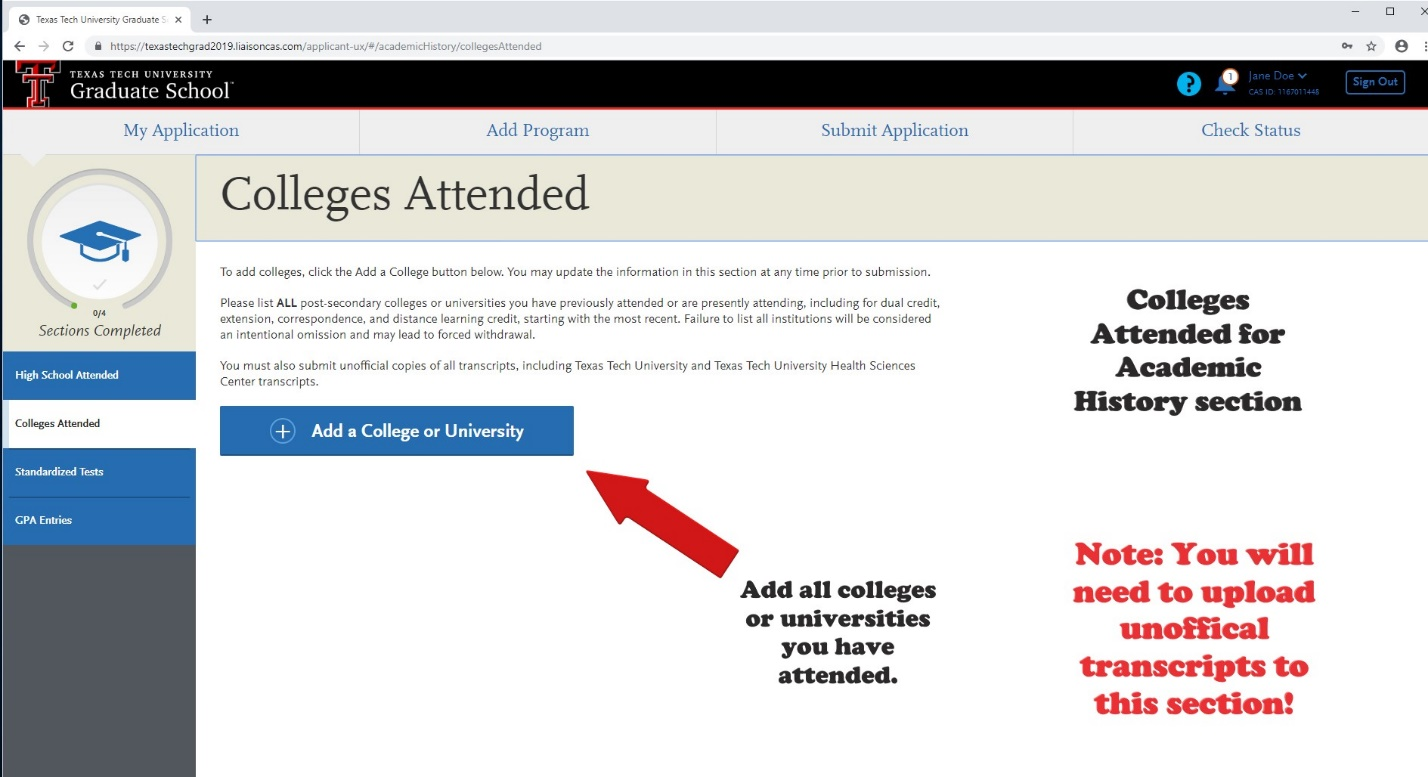 Texas Tech University Graduate S
https://texastechgrad2019.liaisoncas.com/applicant-ux/#/academicHistory/collegesAttended
TEXAS TECH UNIVERSITY
Graduate School
1
Jane Doe
CAS ID: 1167011448
Sign Out
My Application
Add Program
Submit Application
Check Status
0/4
Sections Completed
High School Attended
Colleges Attended
Standardized Tests
GPA Entries
Colleges Attended
To add colleges, click the Add a College button below. You may update the information in this section at any time prior to submission.
Please list ALL post-secondary colleges or universities you have previously attended or are presently attending, including for dual credit,
extension, correspondence, and distance learning credit, starting with the most recent. Failure to list all institutions will be considered
an intentional omission and may lead to forced withdrawal.
You must also submit unofficial copies of all transcripts, including Texas Tech University and Texas Tech University Health Sciences
Center transcripts.
Add a College or University
Add all colleges
or universities
you have
attended.
Colleges
Attended for
Academic
History section
Note: You will
need to upload
unoffical
transcripts to
this section!